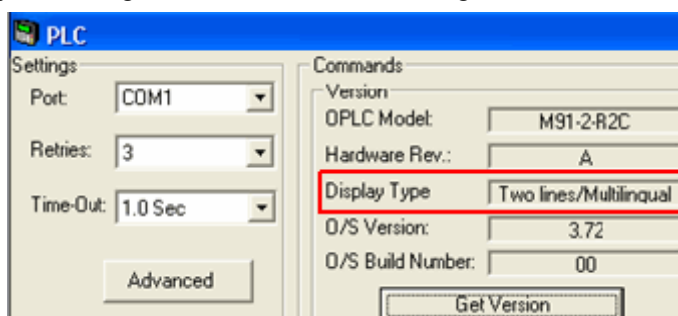 PLC
Settings
Port: COM1
Retries: 3
Time-Out: 1.0 Sec
Advanced
Commands
Version
OPLC Model: M91-2-R2C
Hardware Rev.: A
Display Type Two lines/Multilingual
O/S Version: 3.72
O/S Build Number: 00
Get Version